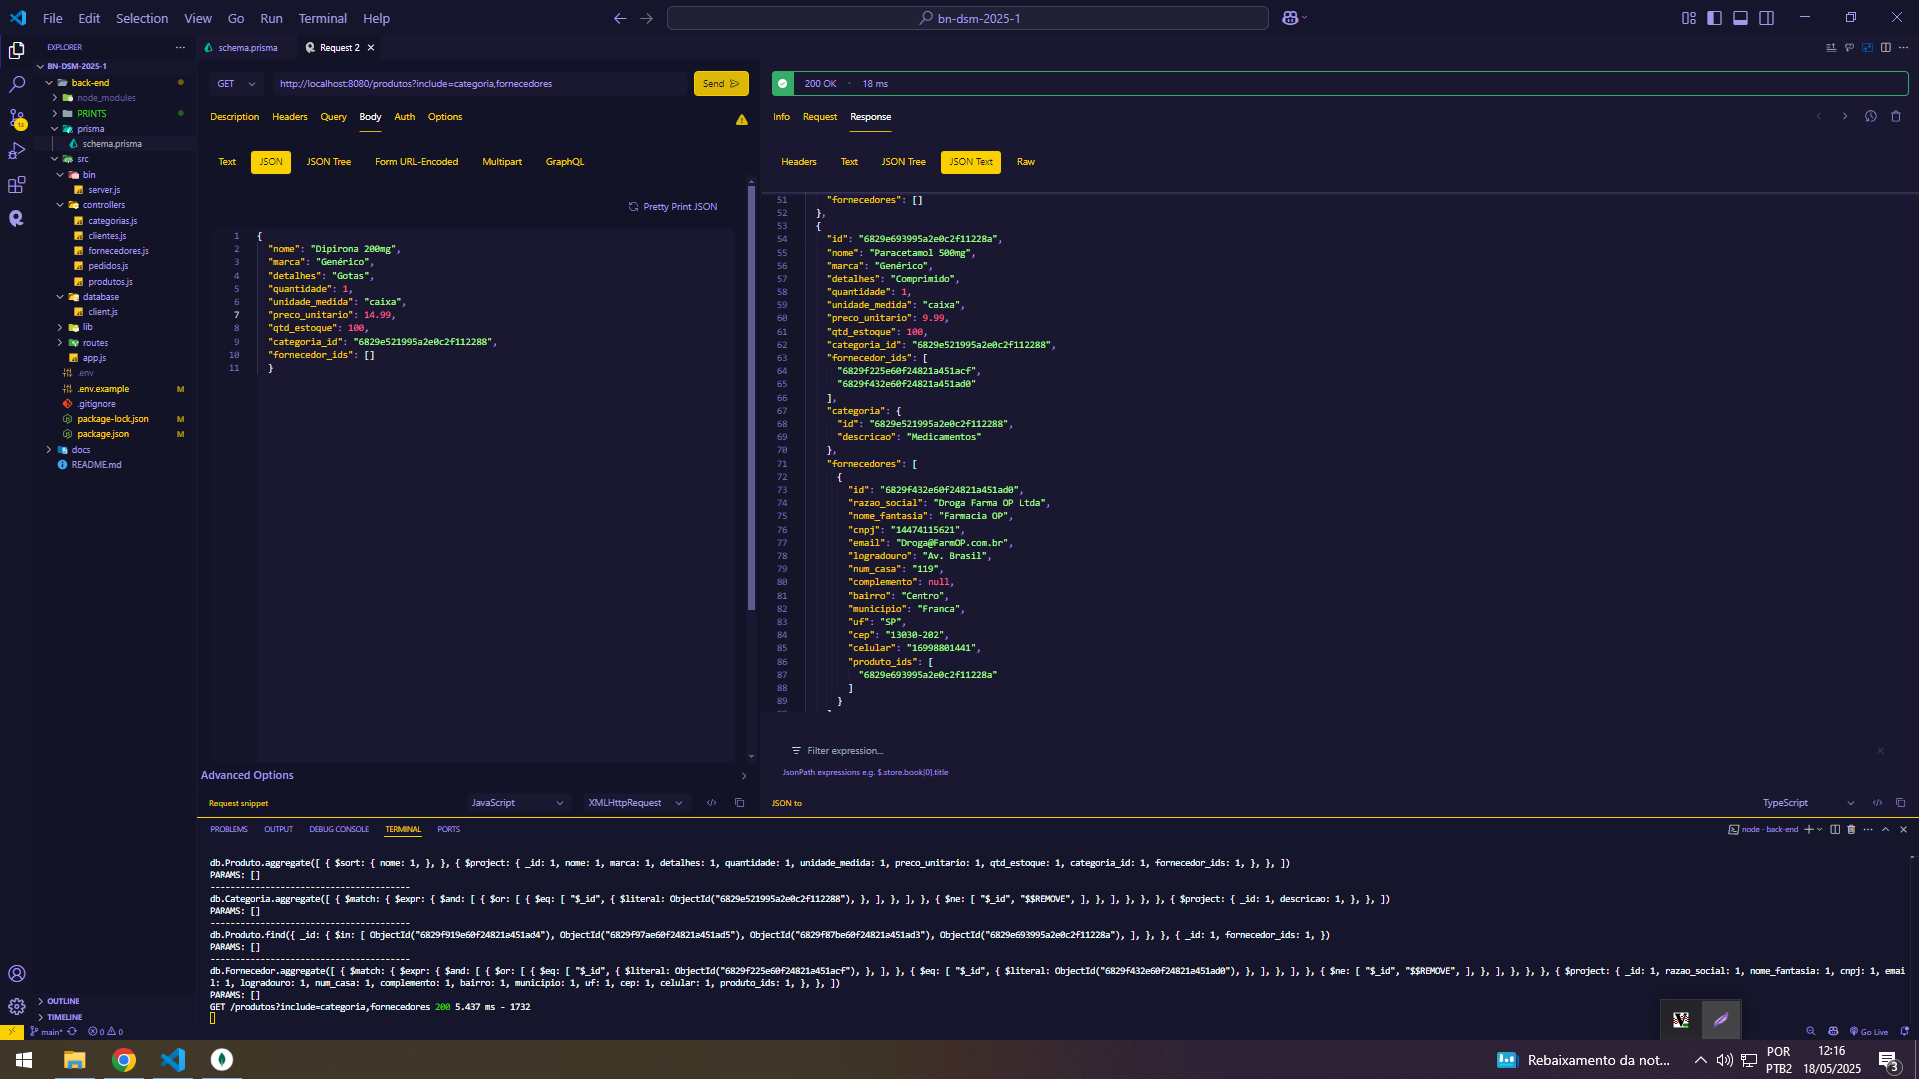 File Edit Selection View Go Run Terminal Help
bn-dsm-2025-1
EXPLORER
BN-DSM-2025-1
back-end
node_modules
PRINTS
prisma
schema.prisma
src
bin
server.js
controllers
categorias.js
clientes.js
fornecedores.js
pedidos.js
produtos.js
database
client.js
lib
routes
app.js
.env
.env.example M
.gitignore
package-lock.json M
package.json M
docs
README.md
OUTLINE
TIMELINE
schema.prisma Request 2
GET http://localhost:8080/produtos?include=categoria,fornecedores Send
Description Headers Query Body Auth Options
Text JSON JSON Tree Form URL-Encoded Multipart GraphQL
Pretty Print JSON
1 {
2 "nome": "Dipirona 200mg",
3 "marca": "Genérico",
4 "detalhes": "Gotas",
5 "quantidade": 1,
6 "unidade_medida": "caixa",
7 "preco_unitario": 14.99,
8 "qtd_estoque": 100,
9 "categoria_id": "6829e521995a2e0c2f112288",
10 "fornecedor_ids": []
11 }
Advanced Options
Request snippet JavaScript XMLHttpRequest
200 OK · 18 ms
Info Request Response
Headers Text JSON Tree JSON Text Raw
51 "fornecedores": []
52 },
53 {
54 "id": "6829e693995a2e0c2f11228a",
55 "nome": "Paracetamol 500mg",
56 "marca": "Genérico",
57 "detalhes": "Comprimido",
58 "quantidade": 1,
59 "unidade_medida": "caixa",
60 "preco_unitario": 9.99,
61 "qtd_estoque": 100,
62 "categoria_id": "6829e521995a2e0c2f112288",
63 "fornecedor_ids": [
64 "6829f225e60f24821a451acf",
65 "6829f432e60f24821a451ad0"
66 ],
67 "categoria": {
68 "id": "6829e521995a2e0c2f112288",
69 "descricao": "Medicamentos"
70 },
71 "fornecedores": [
72 {
73 "id": "6829f432e60f24821a451ad0",
74 "razao_social": "Droga Farma OP Ltda",
75 "nome_fantasia": "Farmacia OP",
76 "cnpj": "14474115621",
77 "email": "Droga@FarmOP.com.br",
78 "logradouro": "Av. Brasil",
79 "num_casa": "119",
80 "complemento": null,
81 "bairro": "Centro",
82 "municipio": "Franca",
83 "uf": "SP",
84 "cep": "13030-202",
85 "celular": "16998801441",
86 "produto_ids": [
87 "6829e693995a2e0c2f11228a"
88 ]
89 }
Filter expression...
JsonPath expressions e.g. $.store.book[0].title
JSON to TypeScript
PROBLEMS OUTPUT DEBUG CONSOLE TERMINAL PORTS node - back-end
db.Produto.aggregate([ { $sort: { nome: 1, }, }, { $project: { _id: 1, nome: 1, marca: 1, detalhes: 1, quantidade: 1, unidade_medida: 1, preco_unitario: 1, qtd_estoque: 1, categoria_id: 1, fornecedor_ids: 1, }, }, ])
PARAMS: []
----------------------------------------
db.Categoria.aggregate([ { $match: { $expr: { $and: [ { $or: [ { $eq: [ "$_id", { $literal: ObjectId("6829e521995a2e0c2f112288"), }, ], }, ], }, { $ne: [ "$_id", "$$REMOVE", ], }, ], }, }, }, { $project: { _id: 1, descricao: 1, }, }, ])
PARAMS: []
----------------------------------------
db.Produto.find({ _id: { $in: [ ObjectId("6829f919e60f24821a451ad4"), ObjectId("6829f97ae60f24821a451ad5"), ObjectId("6829f87be60f24821a451ad3"), ObjectId("6829e693995a2e0c2f11228a"), ], }, }, { _id: 1, fornecedor_ids: 1, })
PARAMS: []
----------------------------------------
db.Fornecedor.aggregate([ { $match: { $expr: { $and: [ { $or: [ { $eq: [ "$_id", { $literal: ObjectId("6829f225e60f24821a451acf"), }, ], }, { $eq: [ "$_id", { $literal: ObjectId("6829f432e60f24821a451ad0"), }, ], }, ], }, { $ne: [ "$_id", "$$REMOVE", ], }, ], }, }, }, { $project: { _id: 1, razao_social: 1, nome_fantasia: 1, cnpj: 1, emai
l: 1, logradouro: 1, num_casa: 1, complemento: 1, bairro: 1, municipio: 1, uf: 1, cep: 1, celular: 1, produto_ids: 1, }, }, ])
PARAMS: []
GET /produtos?include=categoria,fornecedores 200 5.437 ms - 1732
main* 0 0 Go Live
Rebaixamento da not... POR 12:16
PTB2 18/05/2025 3